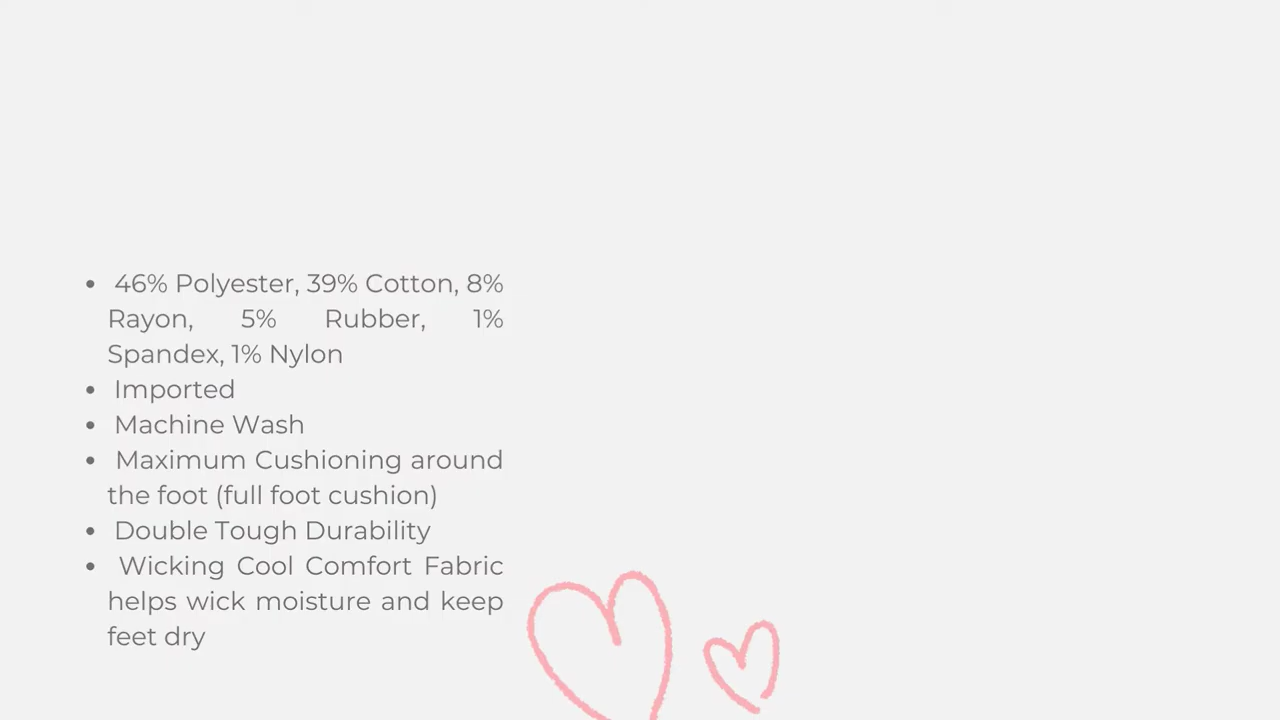 • 46% Polyester, 39% Cotton, 8%
Rayon, 5% Rubber, 1%
Spandex, 1% Nylon
• Imported
• Machine Wash
• Maximum Cushioning around
the foot (full foot cushion)
• Double Tough Durability
• Wicking Cool Comfort Fabric
helps wick moisture and keep
feet dry